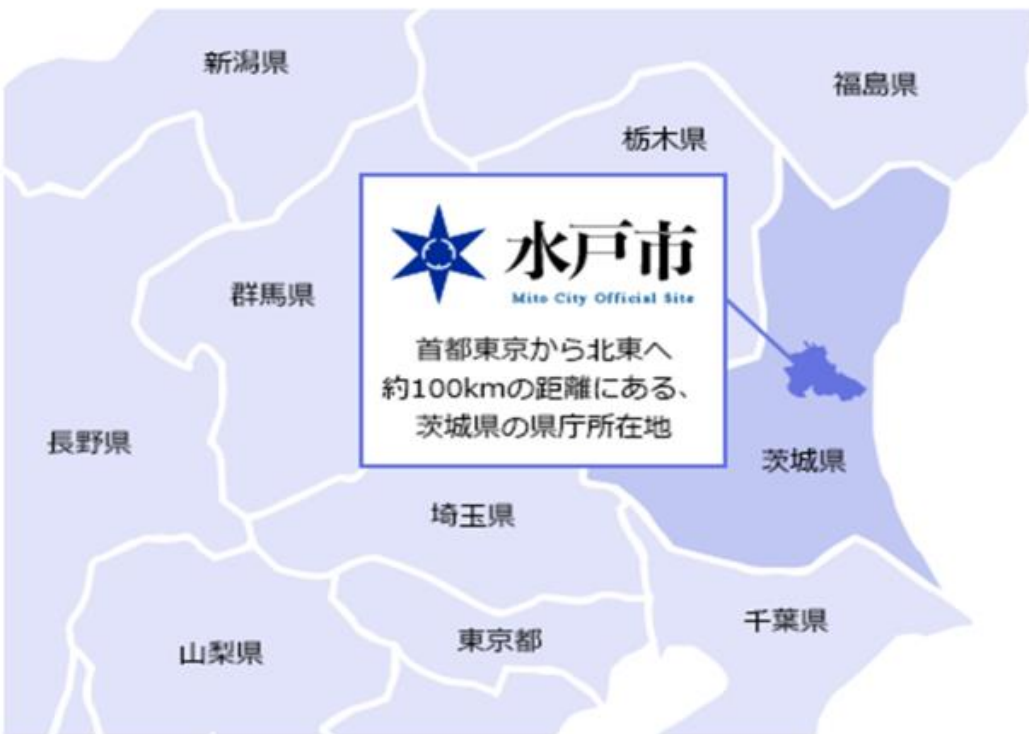 新潟県
福島県
栃木県
水戸市
Mito City Official Site
群馬県
首都東京から北東へ
約100kmの距離にある、
茨城県の県庁所在地
長野県
茨城県
埼玉県
千葉県
東京都
山梨県